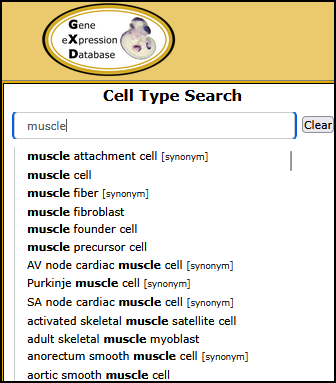 Gene
eXpression
Database
Cell Type Search
muscle
Clear
muscle attachment cell [synonym]
muscle cell
muscle fiber [synonym]
muscle fibroblast
muscle founder cell
muscle precursor cell
AV node cardiac muscle cell [synonym]
Purkinje muscle cell [synonym]
SA node cardiac muscle cell [synonym]
activated skeletal muscle satellite cell
adult skeletal muscle myoblast
anorectum smooth muscle cell [synonym]
aortic smooth muscle cell